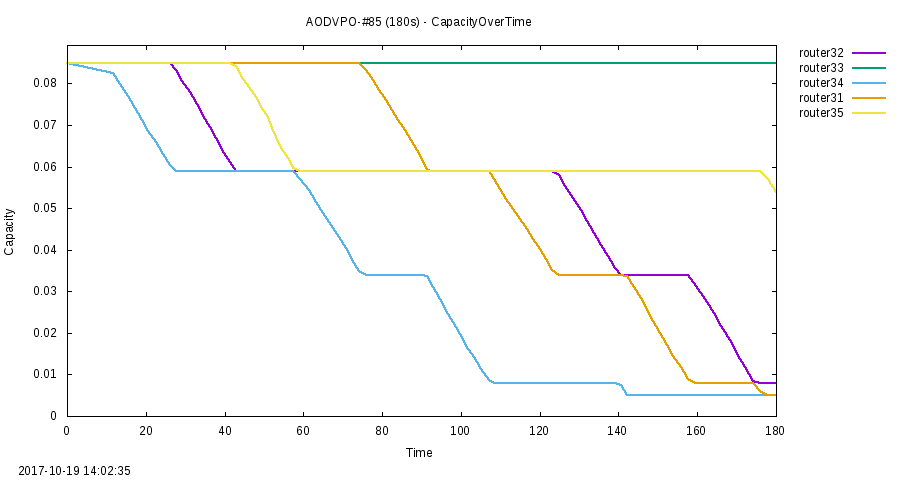 AODVPO-#85 (180s) - CapacityOverTime
router32
router33
router34
router31
router35
0.08
0.07
0.06
0.05
0.04
0.03
0.02
0.01
0
Capacity
0 20 40 60 80 100 120 140 160 180
Time
2017-10-19 14:02:35